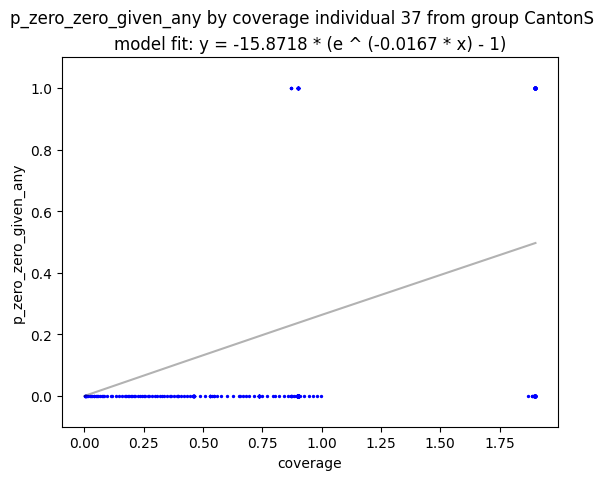 p_zero_zero_given_any by coverage individual 37 from group CantonS
model fit: y = -15.8718 * (e ^ (-0.0167 * x) - 1)
1.0
0.8
0.6
0.4
0.2
0.0
p_zero_zero_given_any
0.00 0.25 0.50 0.75 1.00 1.25 1.50 1.75
coverage